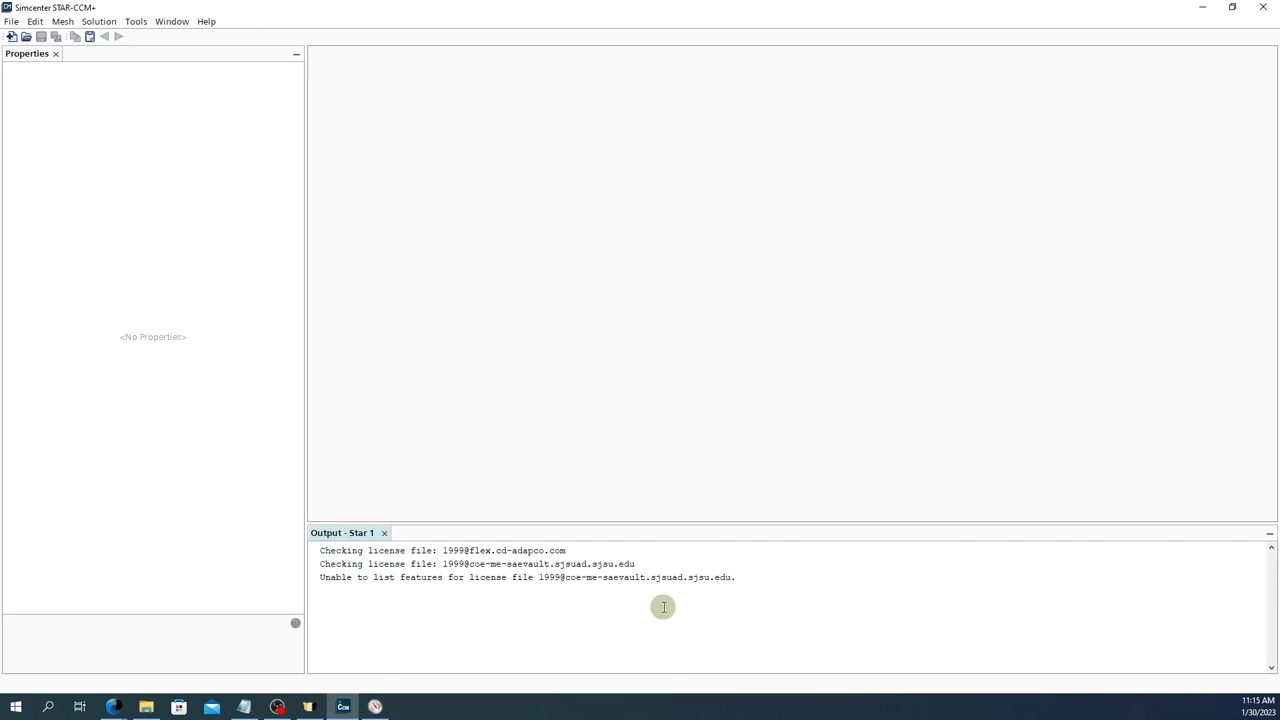 Simcenter STAR-CCM+
File Edit Mesh Solution Tools Window Help
Properties
<No Properties>
Output - Star 1
Checking license file: 1999@flex.cd-adapco.com
Checking license file: 1999@coe-me-saevault.sjsuad.sjsu.edu
Unable to list features for license file 1999@coe-me-saevault.sjsuad.sjsu.edu.
11:15 AM
1/30/2023